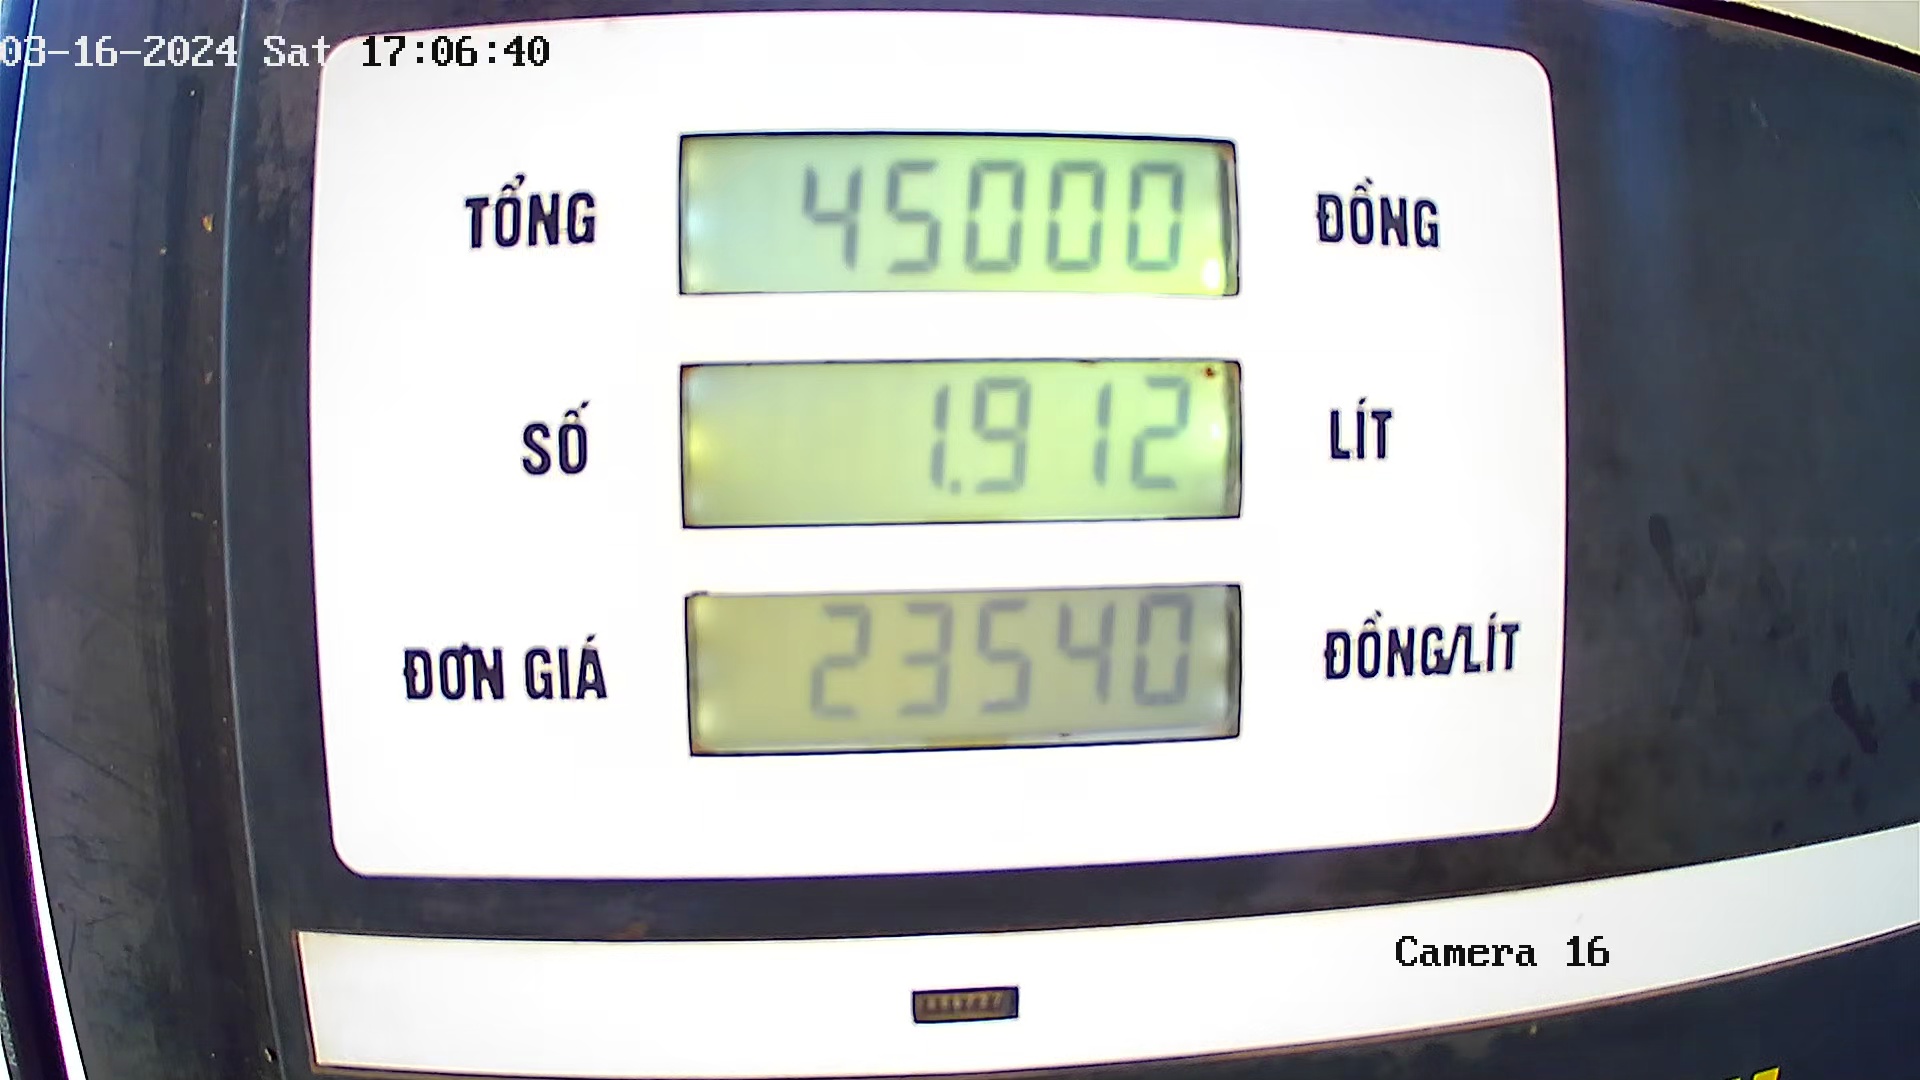 03-16-2024 Sat 17:06:40
TỔNG 45000 ĐỒNG
SỐ 1.912 LÍT
ĐƠN GIÁ 23540 ĐỒNG/LÍT
Camera 16